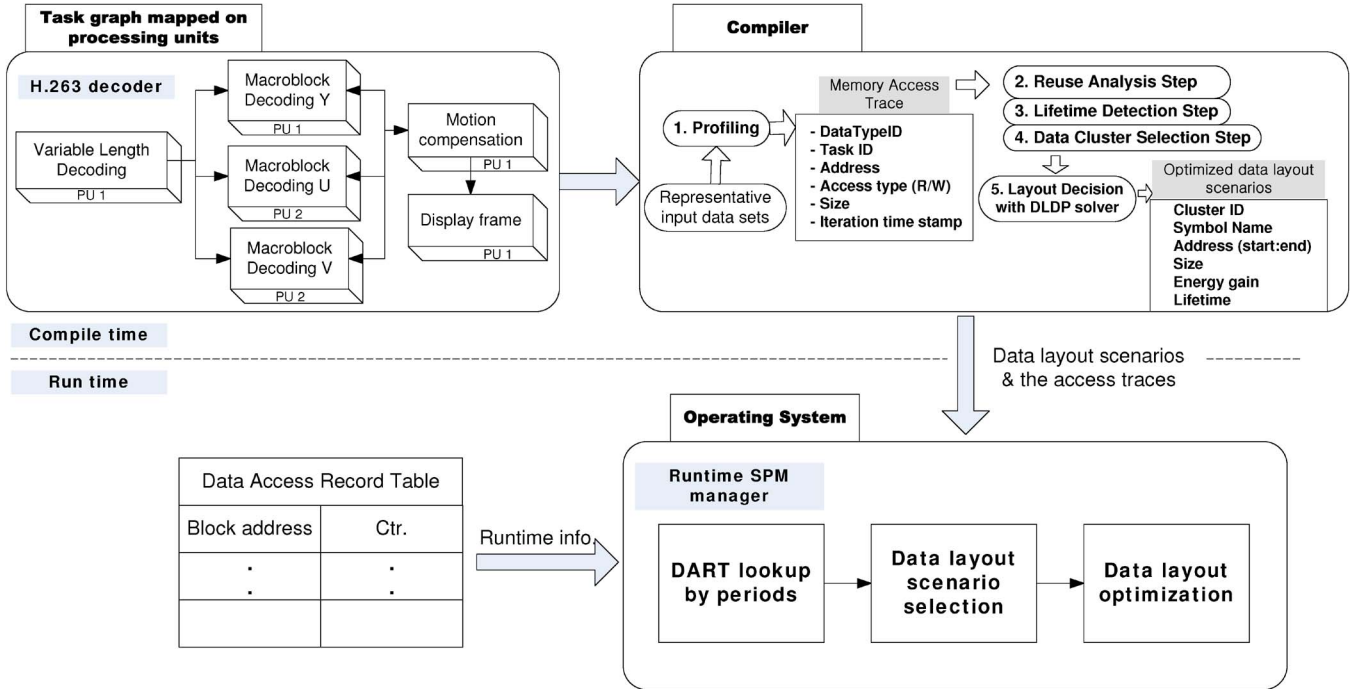 Task graph mapped on
processing units
H.263 decoder
Variable Length
Decoding
PU 1
Macroblock
Decoding Y
PU 1
Macroblock
Decoding U
PU 2
Macroblock
Decoding V
PU 2
Motion
compensation
PU 1
Display frame
PU 1
Compiler
1. Profiling
Representative
input data sets
Memory Access
Trace
- DataTypeID
- Task ID
- Address
- Access type (R/W)
- Size
- Iteration time stamp
2. Reuse Analysis Step
3. Lifetime Detection Step
4. Data Cluster Selection Step
5. Layout Decision
with DLDP solver
Optimized data layout
scenarios
Cluster ID
Symbol Name
Address (start:end)
Size
Energy gain
Lifetime
Compile time
Run time
Data layout scenarios
& the access traces
Data Access Record Table
Block address
Ctr.
Runtime info.
Operating System
Runtime SPM
manager
DART lookup
by periods
Data layout
scenario
selection
Data layout
optimization